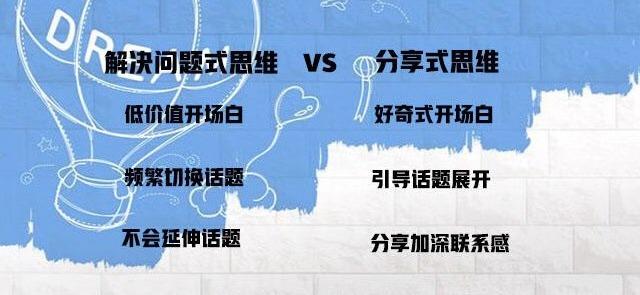 DREAM
解决问题式思维 VS 分享式思维
低价值开场白 好奇式开场白
频繁切换话题 引导话题展开
不会延伸话题 分享加深联系感